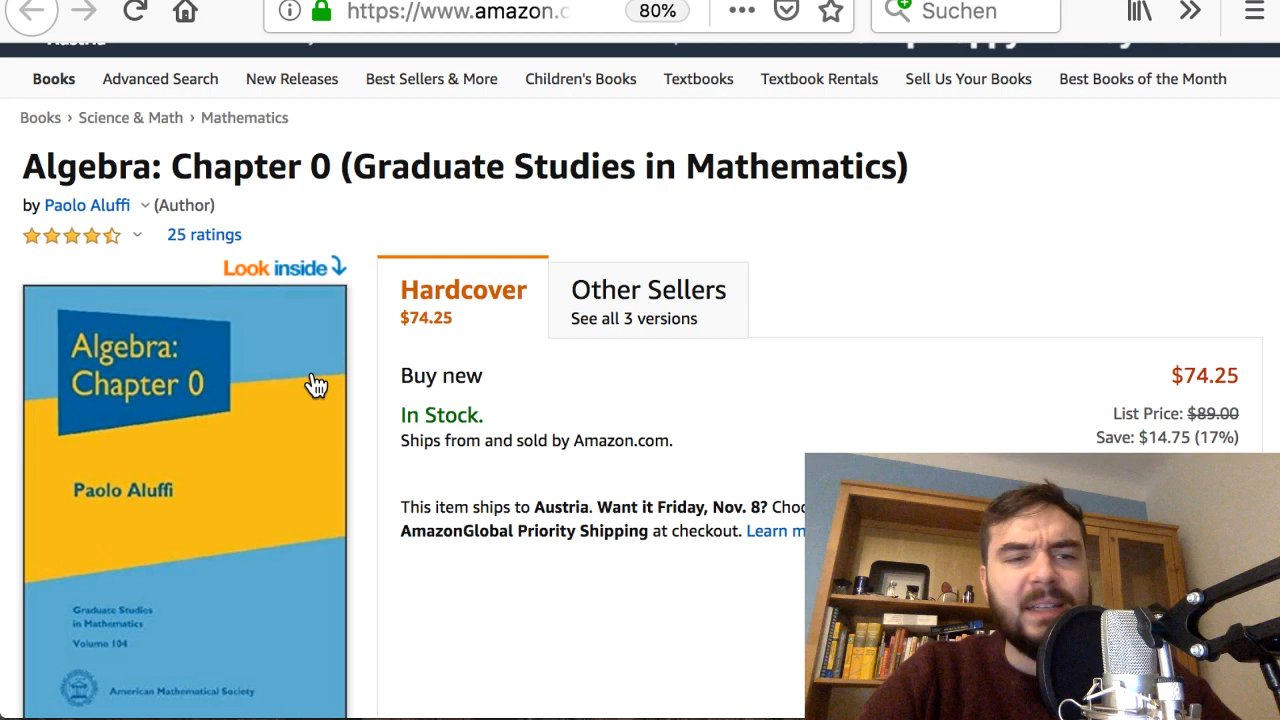 https://www.amazon.c
80%
Suchen
Austria
Books Advanced Search New Releases Best Sellers & More Children's Books Textbooks Textbook Rentals Sell Us Your Books Best Books of the Month
Books › Science & Math › Mathematics
Algebra: Chapter 0 (Graduate Studies in Mathematics)
by Paolo Aluffi (Author)
25 ratings
Look inside
Hardcover
$74.25
Other Sellers
See all 3 versions
Buy new
$74.25
In Stock.
List Price: $89.00
Ships from and sold by Amazon.com.
Save: $14.75 (17%)
This item ships to Austria. Want it Friday, Nov. 8? Choo
AmazonGlobal Priority Shipping at checkout. Learn m
Algebra:
Chapter 0
Paolo Aluffi
Graduate Studies
in Mathematics
Volume 104
American Mathematical Society